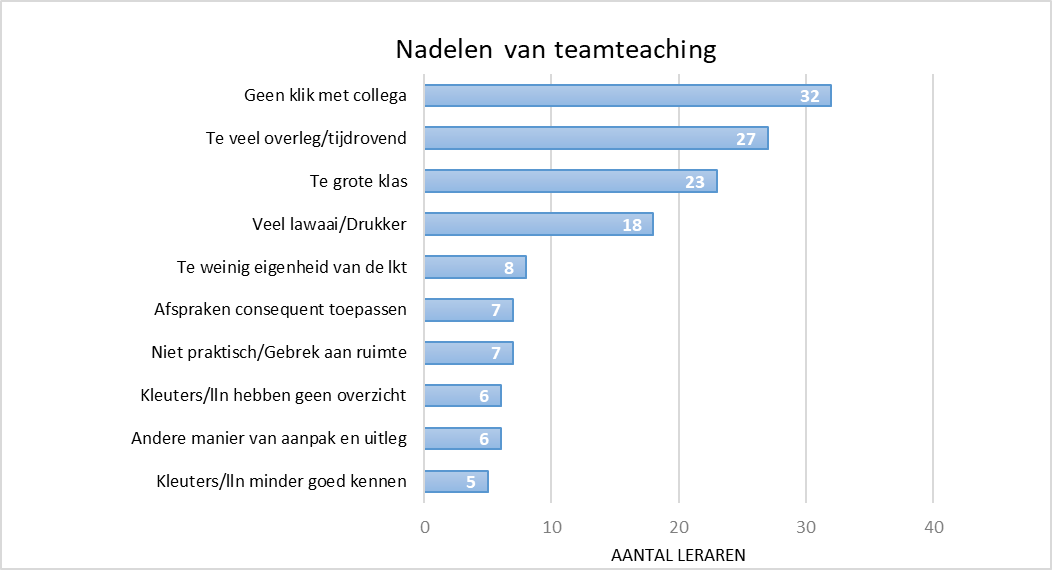 Nadelen van teamteaching
Geen klik met collega 32
Te veel overleg/tijdrovend 27
Te grote klas 23
Veel lawaai/Drukker 18
Te weinig eigenheid van de lkt 8
Afspraken consequent toepassen 7
Niet praktisch/Gebrek aan ruimte 7
Kleuters/lln hebben geen overzicht 6
Andere manier van aanpak en uitleg 6
Kleuters/lln minder goed kennen 5
0 10 20 30 40
AANTAL LERAREN